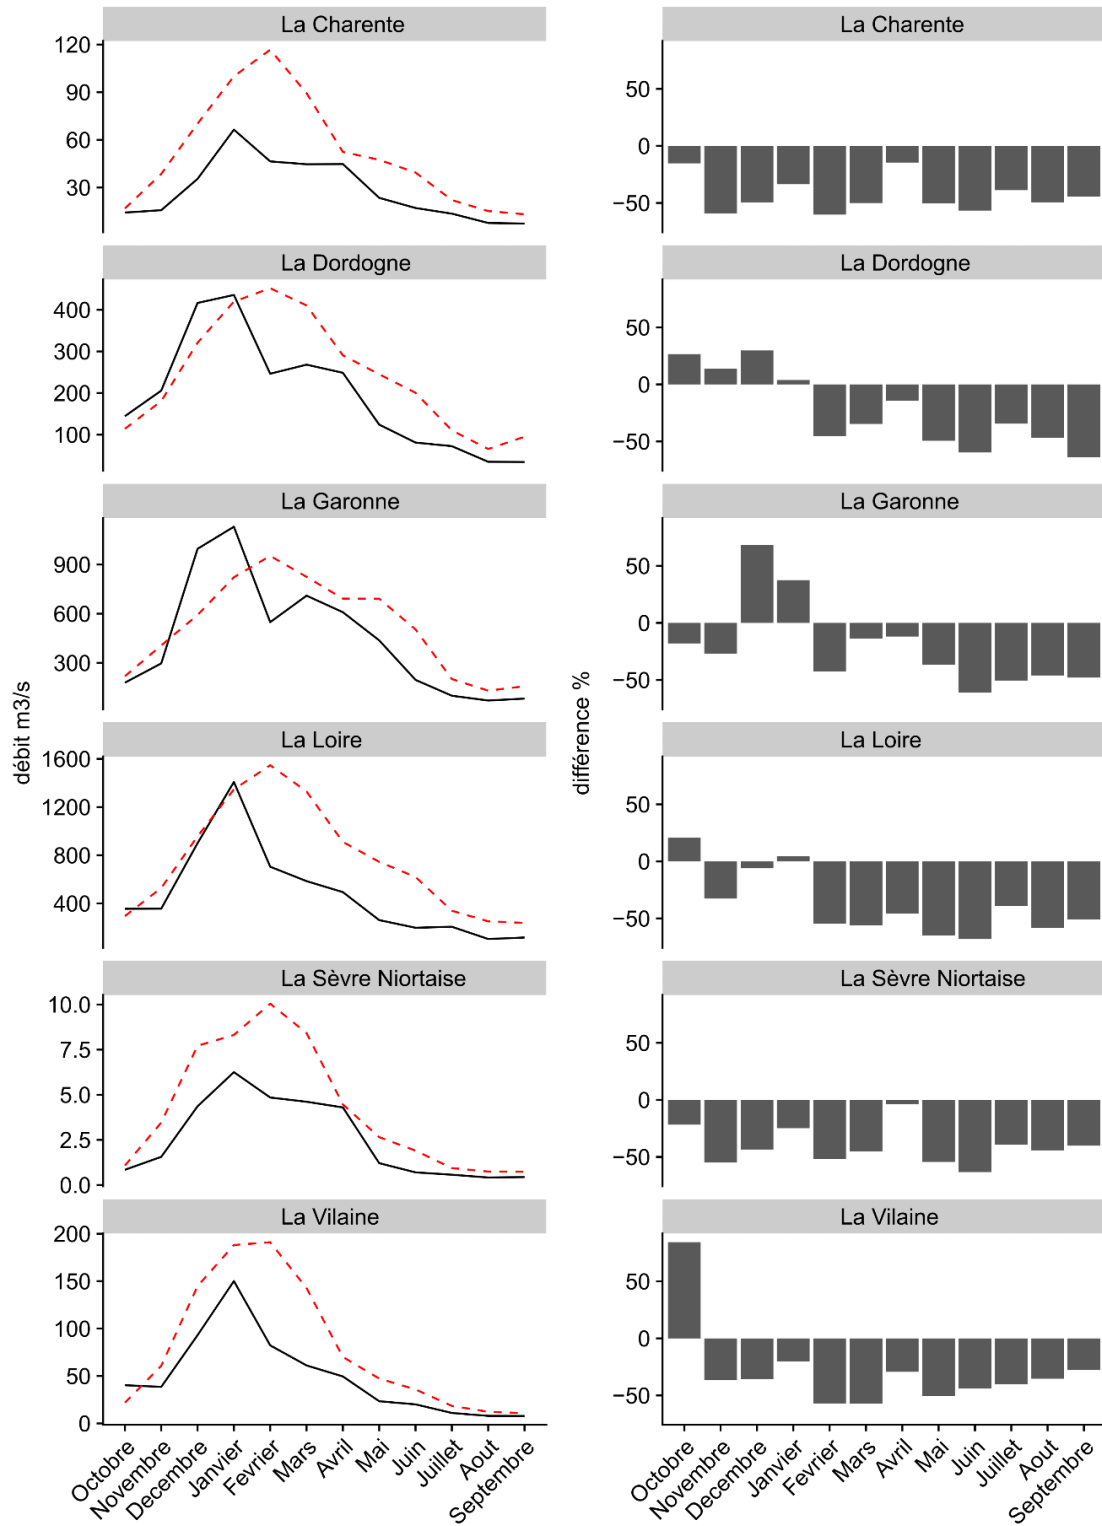 La Charente
120
90
60
30
La Dordogne
400
300
200
100
La Garonne
900
600
300
La Loire
1600
1200
800
400
La Sèvre Niortaise
10.0
7.5
5.0
2.5
0.0
La Vilaine
200
150
100
50
0
débit m3/s
Octobre
Novembre
Decembre
Janvier
Fevrier
Mars
Avril
Mai
Juin
Juillet
Aout
Septembre
La Charente
50
0
−50
La Dordogne
50
0
−50
La Garonne
50
0
−50
La Loire
50
0
−50
La Sèvre Niortaise
50
0
−50
La Vilaine
50
0
−50
différence %
Octobre
Novembre
Decembre
Janvier
Fevrier
Mars
Avril
Mai
Juin
Juillet
Aout
Septembre